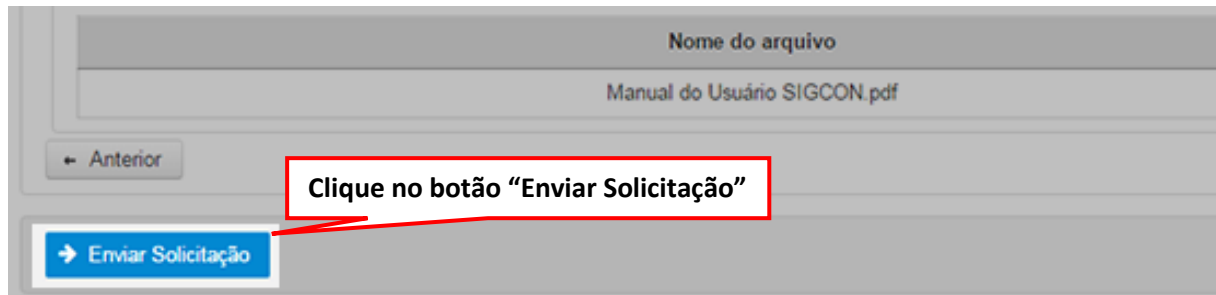 Nome do arquivo
Manual do Usuário SIGCON.pdf
Anterior
Clique no botão “Enviar Solicitação”
Enviar Solicitação